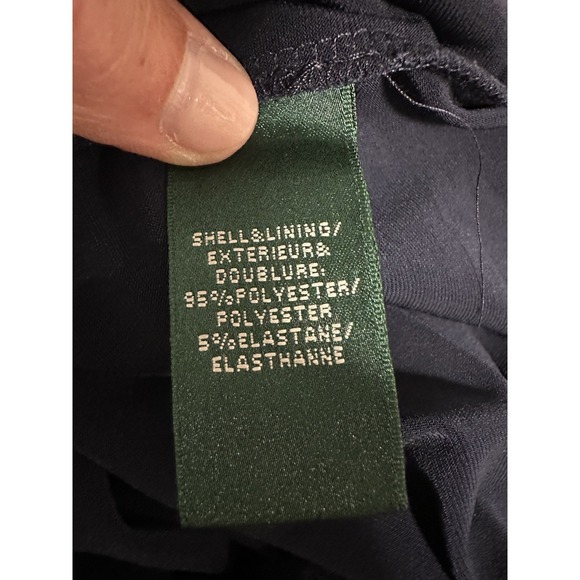 SHELL&LINING/
EXTERIEUR&
DOUBLURE:
95%POLYESTER/
POLYESTER
5%ELASTANE/
ELASTHANNE